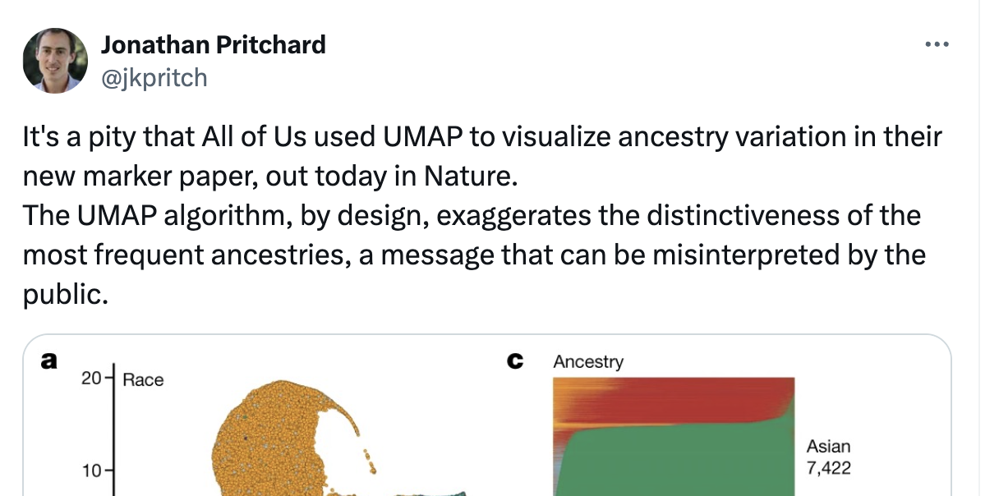 Jonathan Pritchard
@jkpritch
It's a pity that All of Us used UMAP to visualize ancestry variation in their
new marker paper, out today in Nature.
The UMAP algorithm, by design, exaggerates the distinctiveness of the
most frequent ancestries, a message that can be misinterpreted by the
public.
a
20
Race
10
c
Ancestry
Asian
7,422